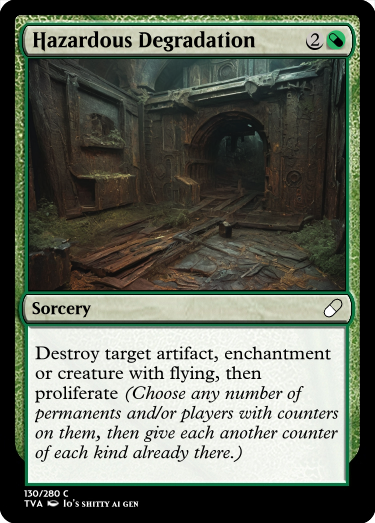 Hazardous Degradation 2
Sorcery
Destroy target artifact, enchantment
or creature with flying, then
proliferate (Choose any number of
permanents and/or players with counters
on them, then give each another counter
of each kind already there.)
130/280 C
TVA Io's shitty ai gen